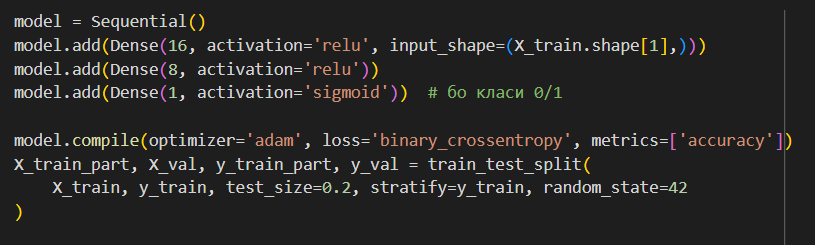 model = Sequential()
model.add(Dense(16, activation='relu', input_shape=(X_train.shape[1],)))
model.add(Dense(8, activation='relu'))
model.add(Dense(1, activation='sigmoid'))  # бо класи 0/1

model.compile(optimizer='adam', loss='binary_crossentropy', metrics=['accuracy'])
X_train_part, X_val, y_train_part, y_val = train_test_split(
    X_train, y_train, test_size=0.2, stratify=y_train, random_state=42
)